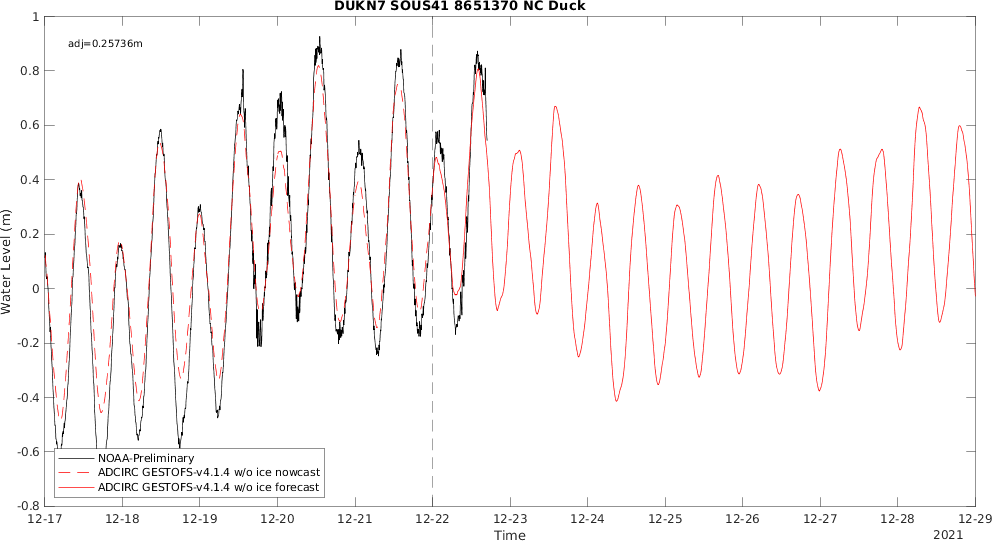 DUKN7 SOUS41 8651370 NC Duck
adj=0.25736m
1
0.8
0.6
0.4
0.2
0
-0.2
-0.4
-0.6
-0.8
Water Level (m)
NOAA-Preliminary
ADCIRC GESTOFS-v4.1.4 w/o ice nowcast
ADCIRC GESTOFS-v4.1.4 w/o ice forecast
12-17 12-18 12-19 12-20 12-21 12-22 12-23 12-24 12-25 12-26 12-27 12-28 12-29
Time
2021